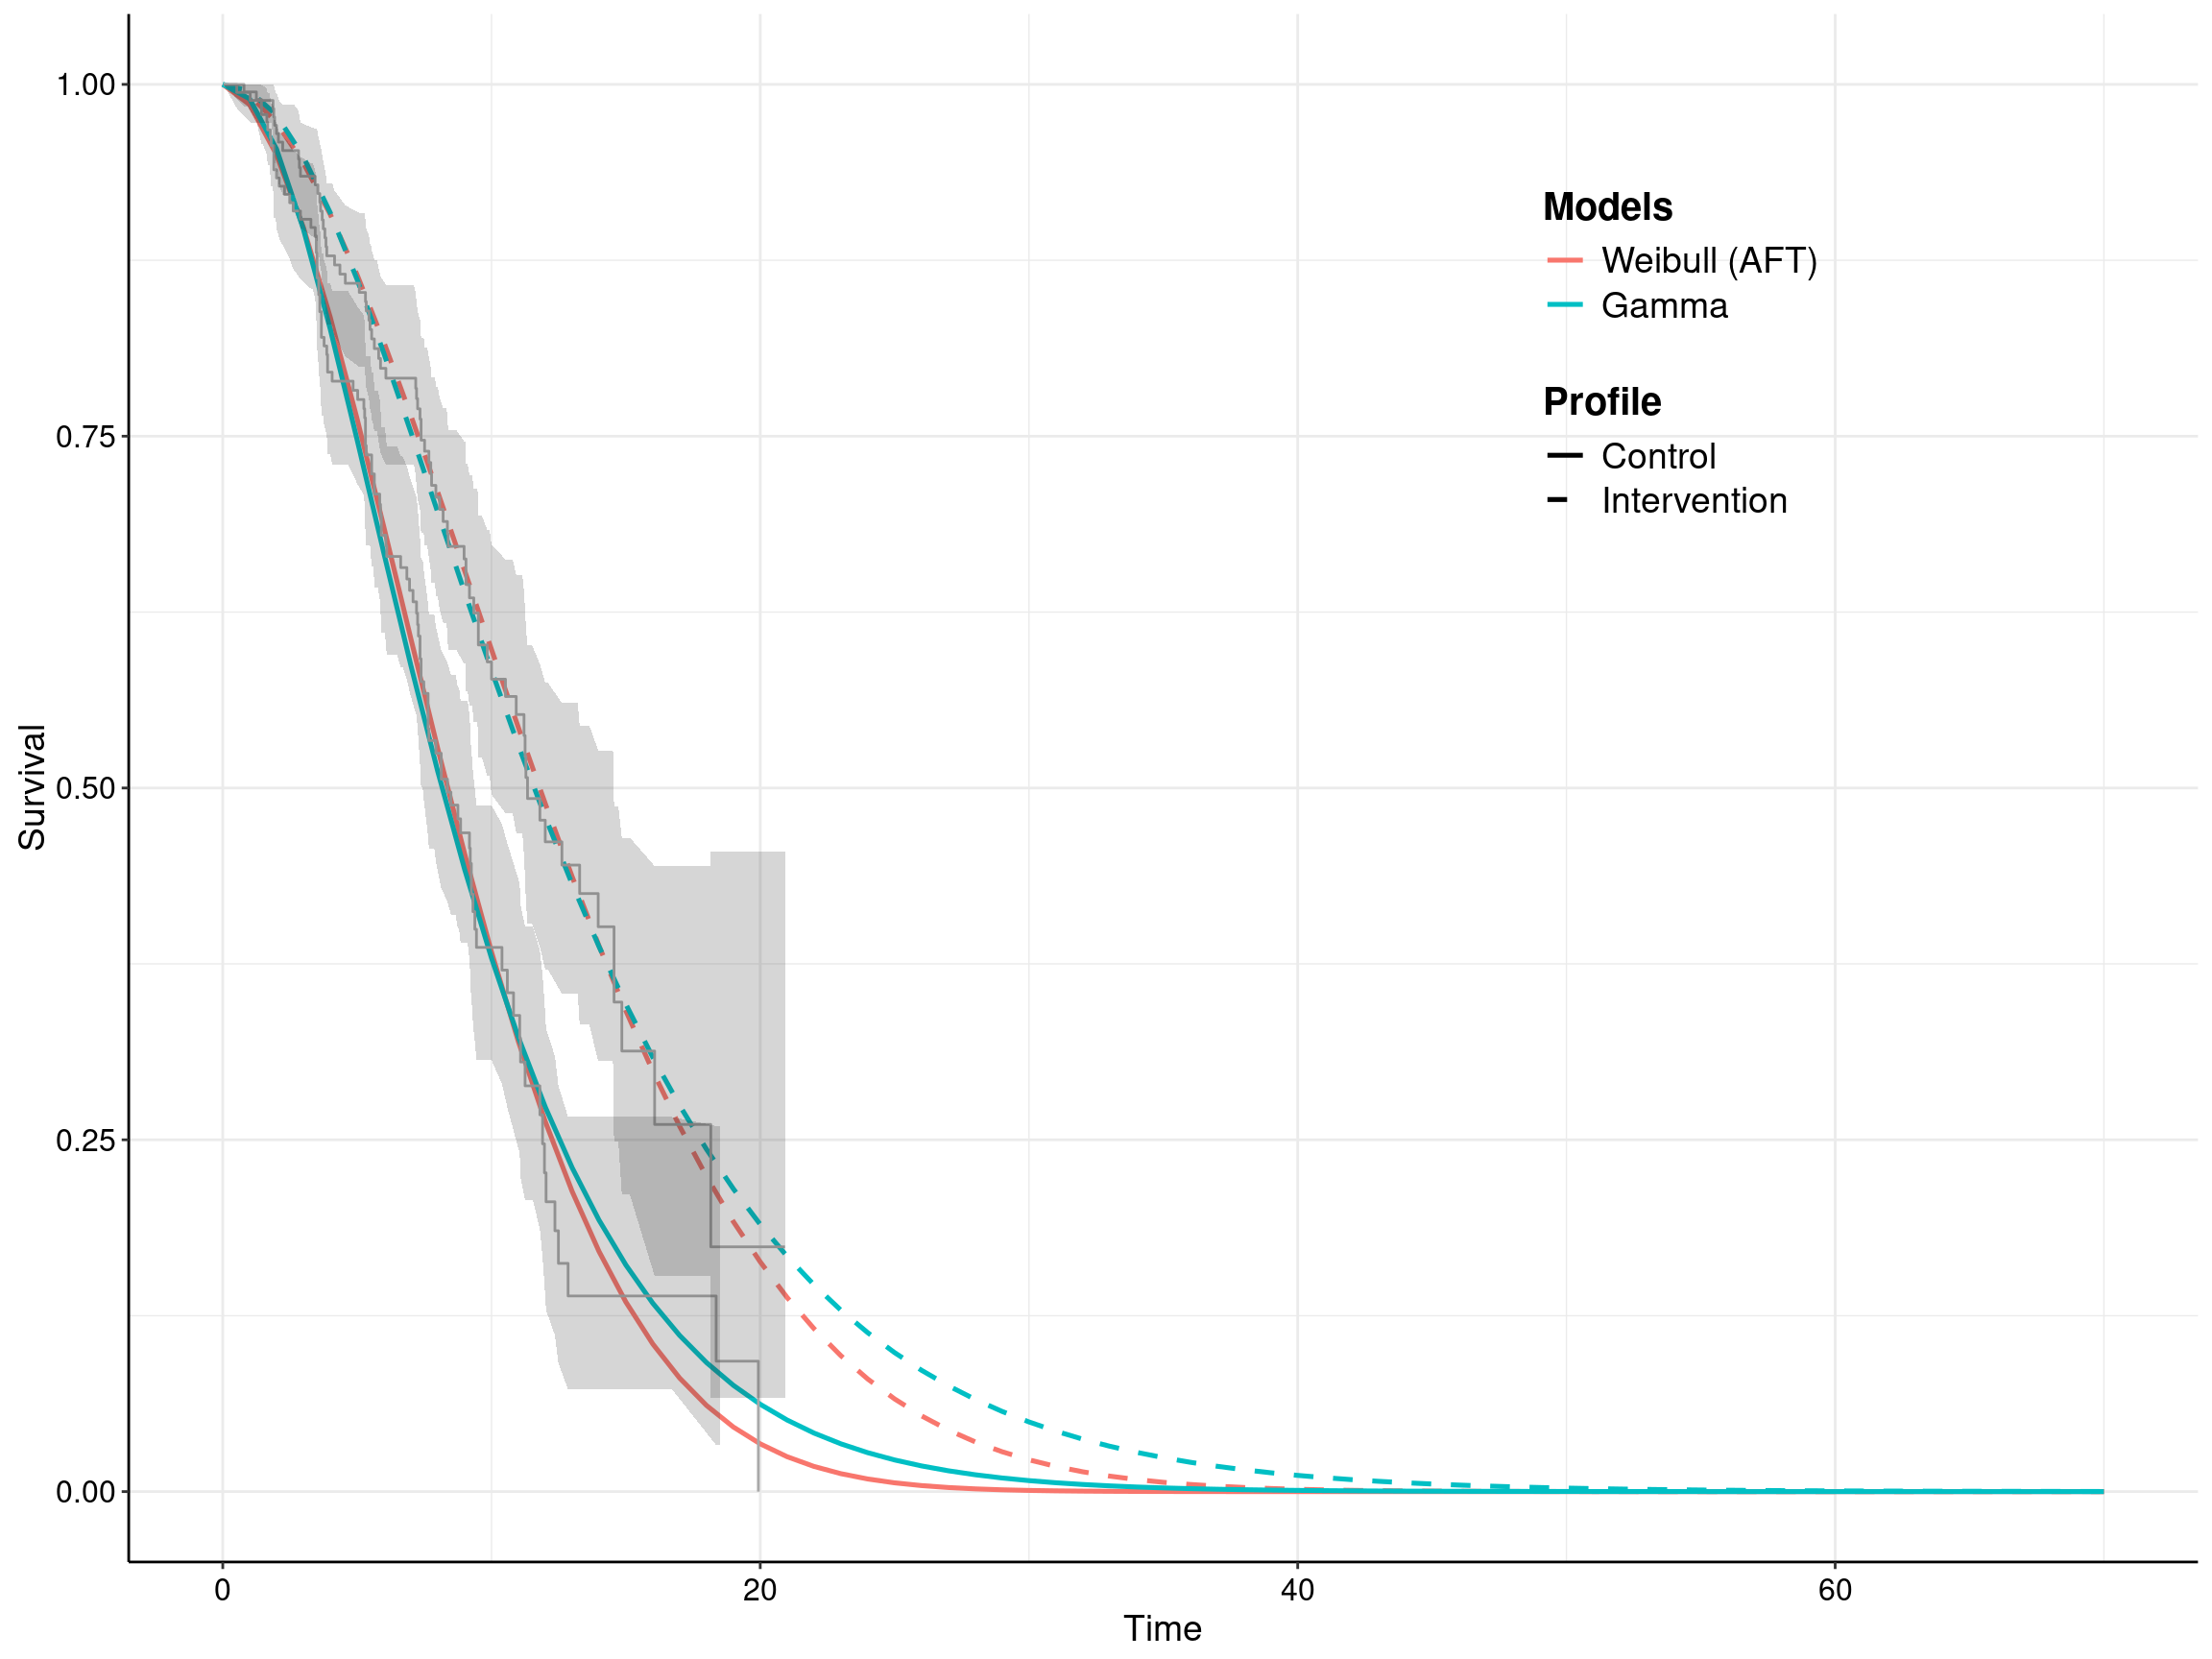 1.00
0.75
0.50
0.25
0.00
Survival
0
20
40
60
Time
Models
Weibull (AFT)
Gamma
Profile
Control
Intervention